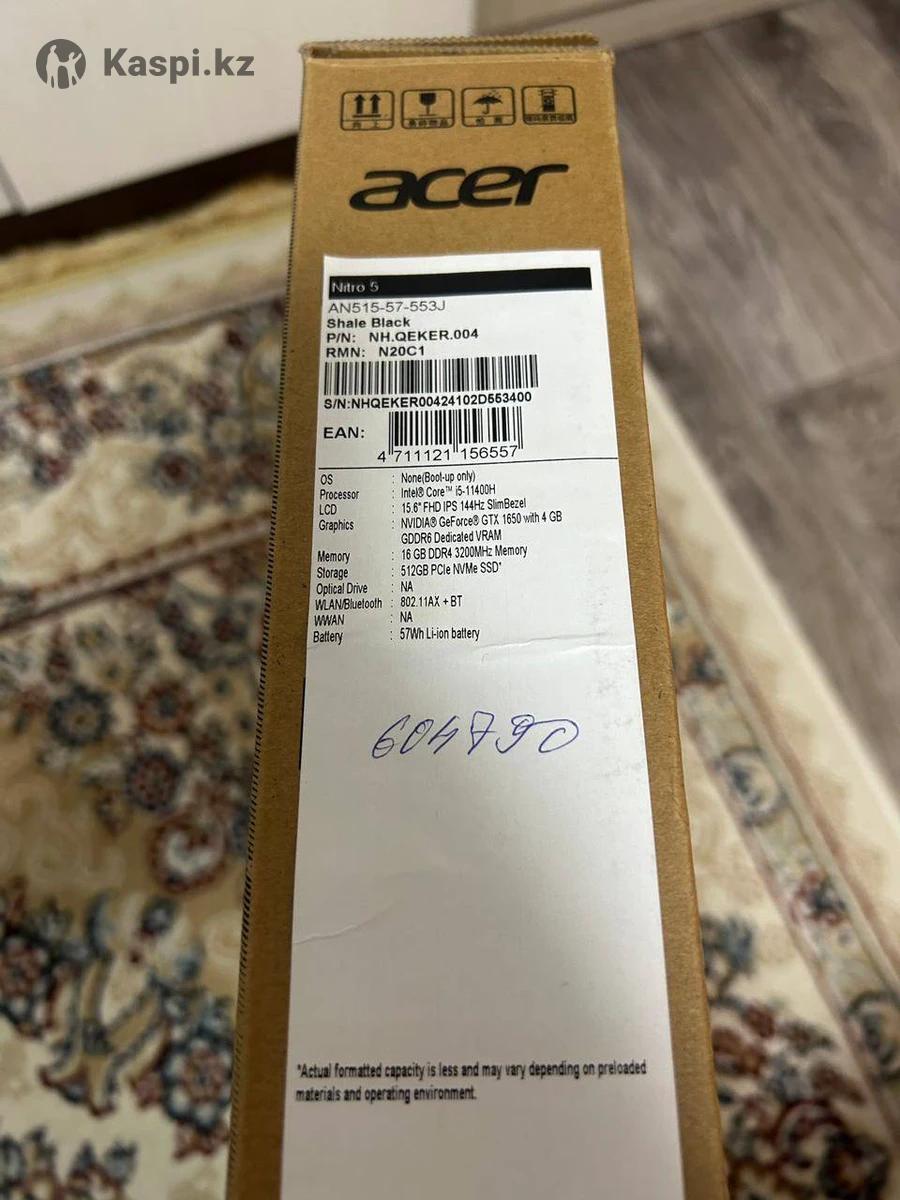 Kaspi.kz
向上
acer
Nitro 5
AN515-57-553J
Shale Black
P/N: NH.QEKER.004
RMN: N20C1
S/N:NHQEKER00424102D553400
EAN:
4 711121 156557
OS : None(Boot-up only)
Processor : Intel® Core™ i5-11400H
LCD : 15.6" FHD IPS 144Hz SlimBezel
Graphics : NVIDIA® GeForce® GTX 1650 with 4 GB
GDDR6 Dedicated VRAM
Memory : 16 GB DDR4 3200MHz Memory
Storage : 512GB PCIe NVMe SSD*
Optical Drive : NA
WLAN/Bluetooth : 802.11AX + BT
WWAN : NA
Battery : 57Wh Li-ion battery
604790
*Actual formatted capacity is less and may vary depending on preloaded
materials and operating environment.